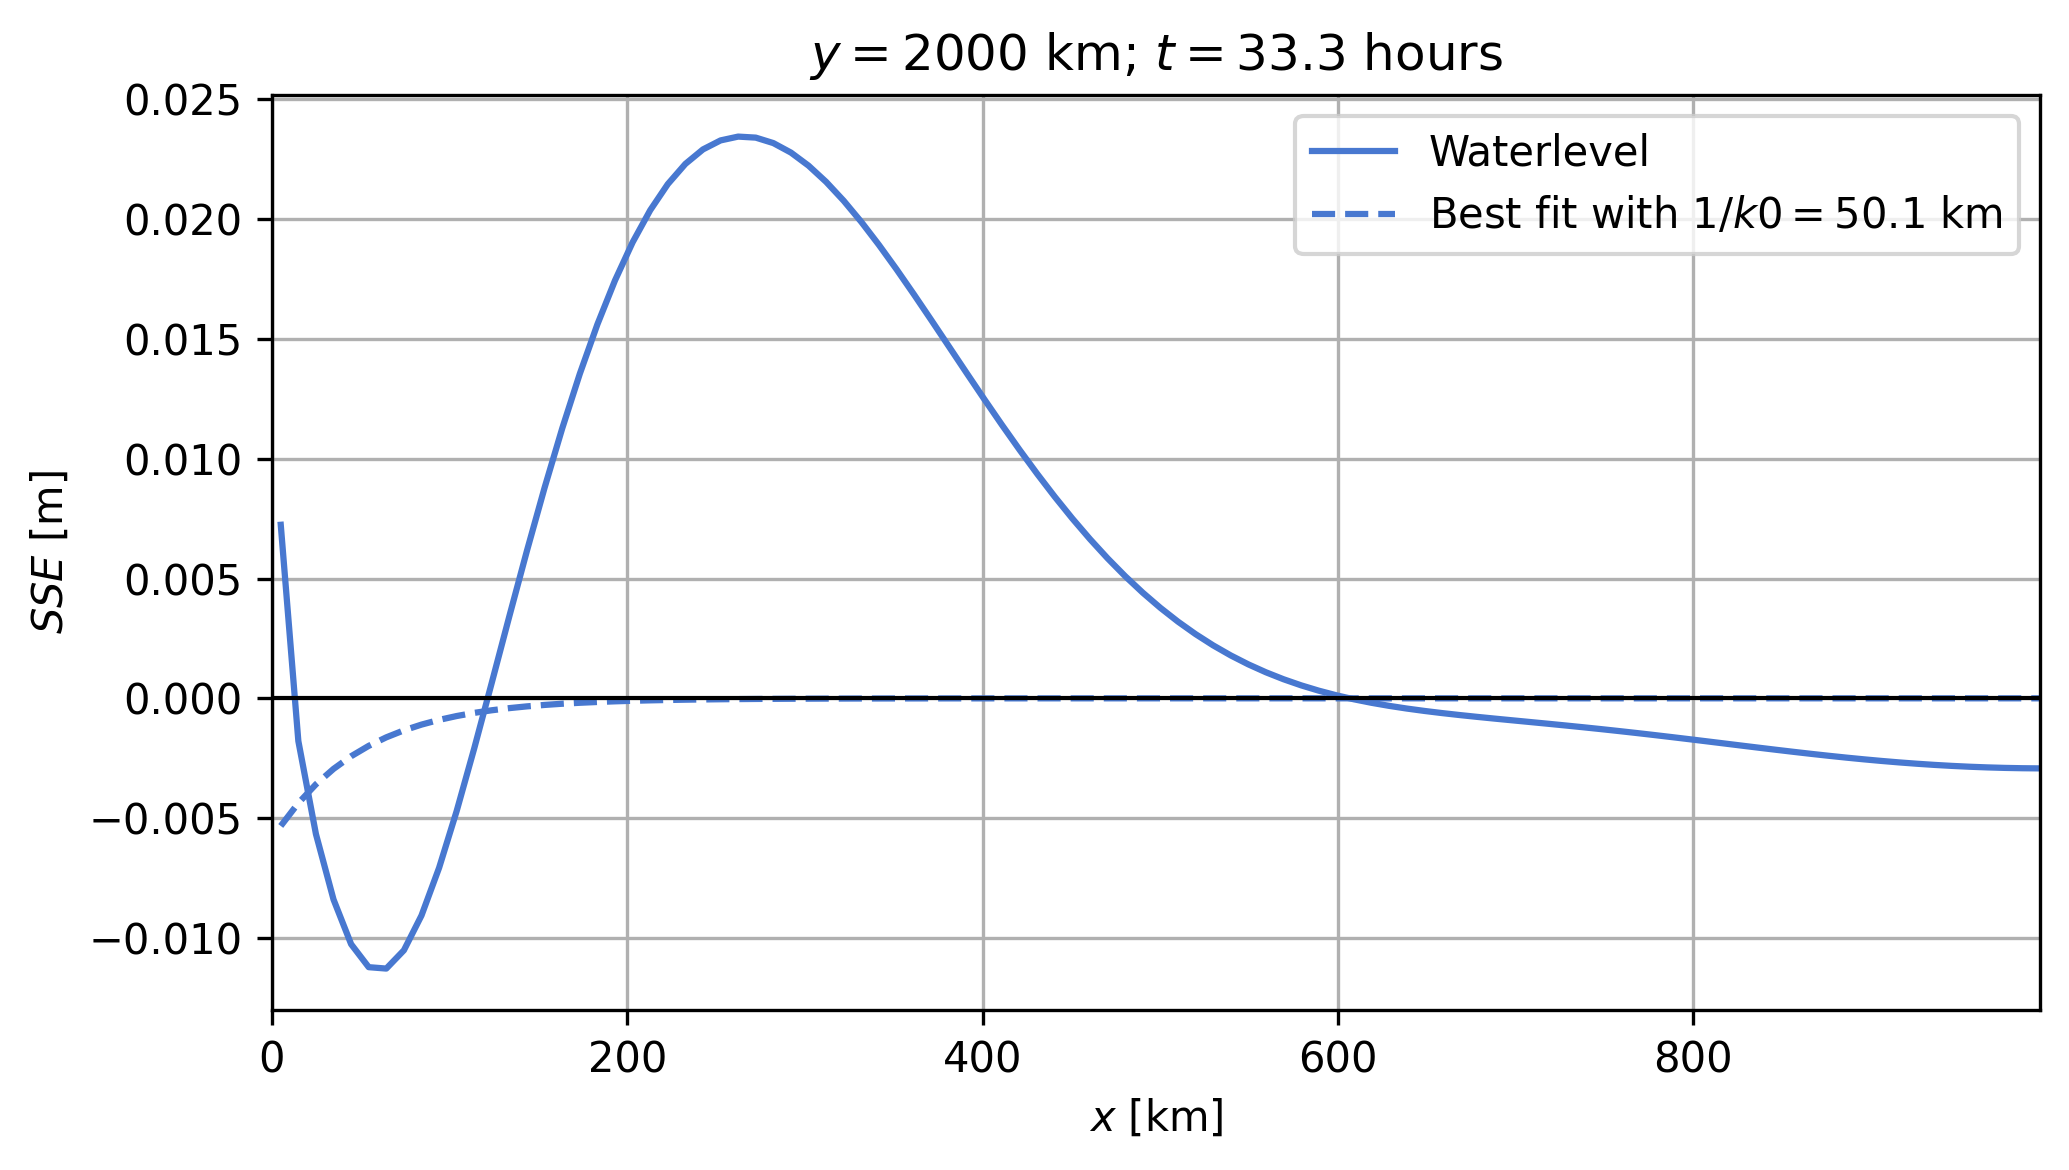 y = 2000 km; t = 33.3 hours
0.025
0.020
0.015
0.010
0.005
0.000
−0.005
−0.010
SSE [m]
Waterlevel
Best fit with 1/k0 = 50.1 km
0 200 400 600 800
x [km]